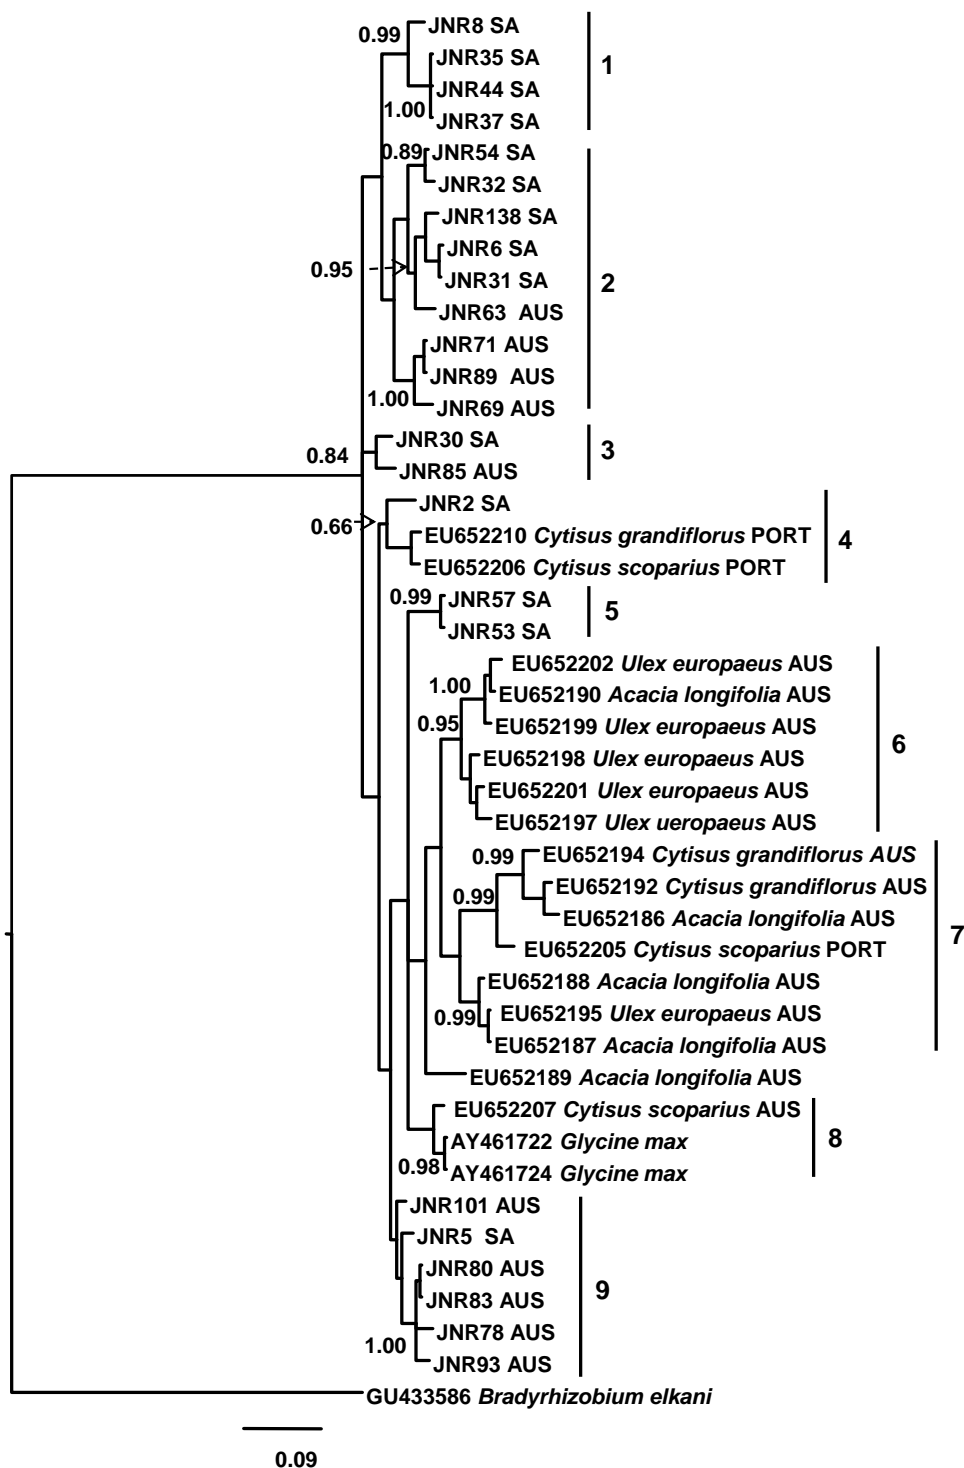 JNR8 SA
0.99
JNR35 SA
1
JNR44 SA
1.00
JNR37 SA
0.89
JNR54 SA
JNR32 SA
JNR138 SA
JNR6 SA
0.95
JNR31 SA
2
JNR63 AUS
JNR71 AUS
JNR89 AUS
1.00
JNR69 AUS
JNR30 SA
3
0.84
JNR85 AUS
JNR2 SA
0.66
EU652210 Cytisus grandiflorus PORT
4
EU652206 Cytisus scoparius PORT
0.99
JNR57 SA
5
JNR53 SA
EU652202 Ulex europaeus AUS
1.00
EU652190 Acacia longifolia AUS
0.95
EU652199 Ulex europaeus AUS
6
EU652198 Ulex europaeus AUS
EU652201 Ulex europaeus AUS
EU652197 Ulex ueropaeus AUS
0.99
EU652194 Cytisus grandiflorus AUS
0.99
EU652192 Cytisus grandiflorus AUS
EU652186 Acacia longifolia AUS
7
EU652205 Cytisus scoparius PORT
EU652188 Acacia longifolia AUS
0.99
EU652195 Ulex europaeus AUS
EU652187 Acacia longifolia AUS
EU652189 Acacia longifolia AUS
EU652207 Cytisus scoparius AUS
8
AY461722 Glycine max
0.98
AY461724 Glycine max
JNR101 AUS
JNR5 SA
JNR80 AUS
9
JNR83 AUS
JNR78 AUS
1.00
JNR93 AUS
GU433586 Bradyrhizobium elkani
0.09